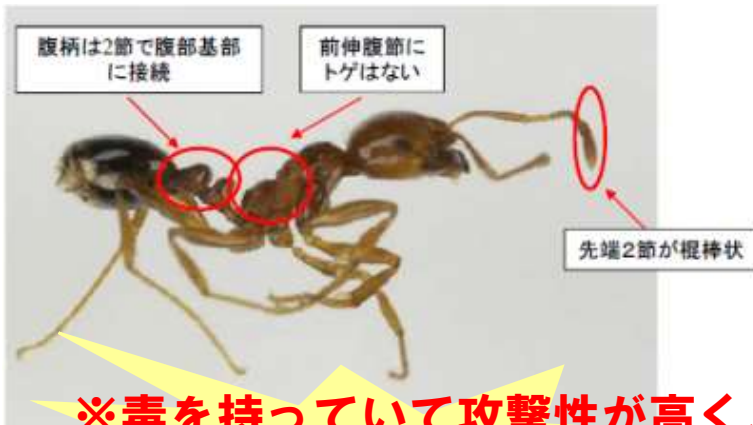 腹柄は2節で腹部基部
に接続
前伸腹節に
トゲはない
先端2節が棍棒状
※毒を持っていて攻撃性が高く、